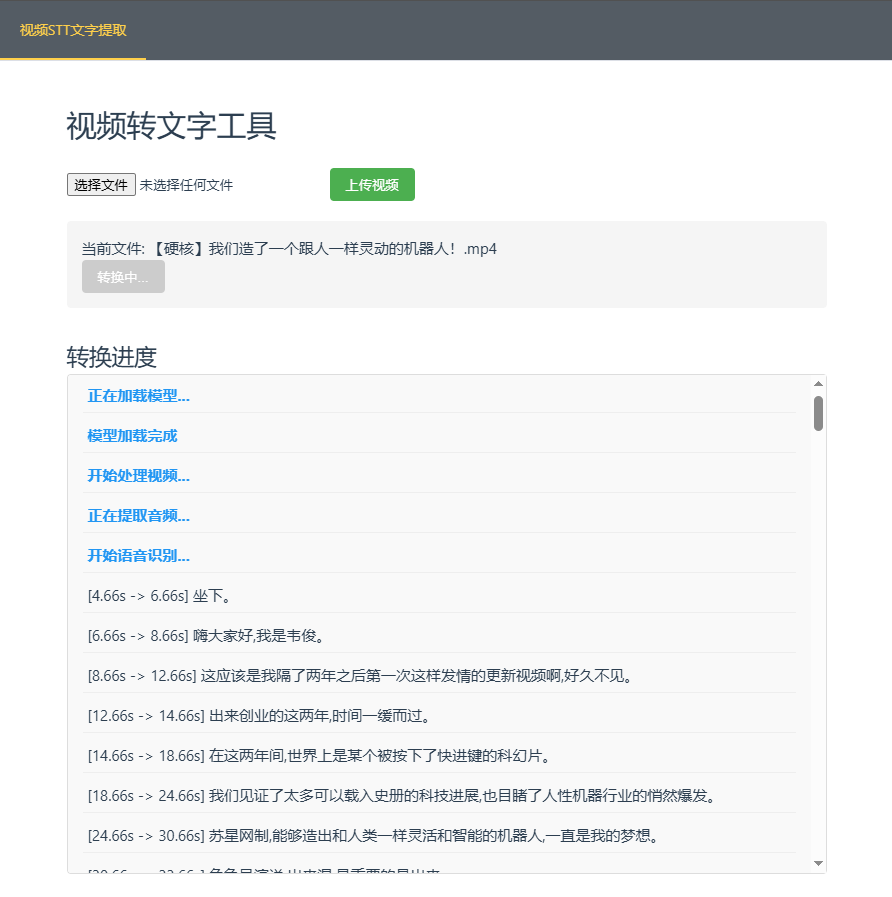 视频STT文字提取
视频转文字工具
选择文件 未选择任何文件 上传视频
当前文件: 【硬核】我们造了一个跟人一样灵动的机器人！.mp4
转换中...
转换进度
正在加载模型...
模型加载完成
开始处理视频...
正在提取音频...
开始语音识别...
[4.66s -> 6.66s] 坐下。
[6.66s -> 8.66s] 嗨大家好,我是韦俊。
[8.66s -> 12.66s] 这应该是我隔了两年之后第一次这样发情的更新视频啊,好久不见。
[12.66s -> 14.66s] 出来创业的这两年,时间一缓而过。
[14.66s -> 18.66s] 在这两年间,世界上是某个被按下了快进键的科幻片。
[18.66s -> 24.66s] 我们见证了太多可以载入史册的科技进展,也目睹了人性机器行业的悄然爆发。
[24.66s -> 30.66s] 苏星网制,能够造出和人类一样灵活和智能的机器人,一直是我的梦想。